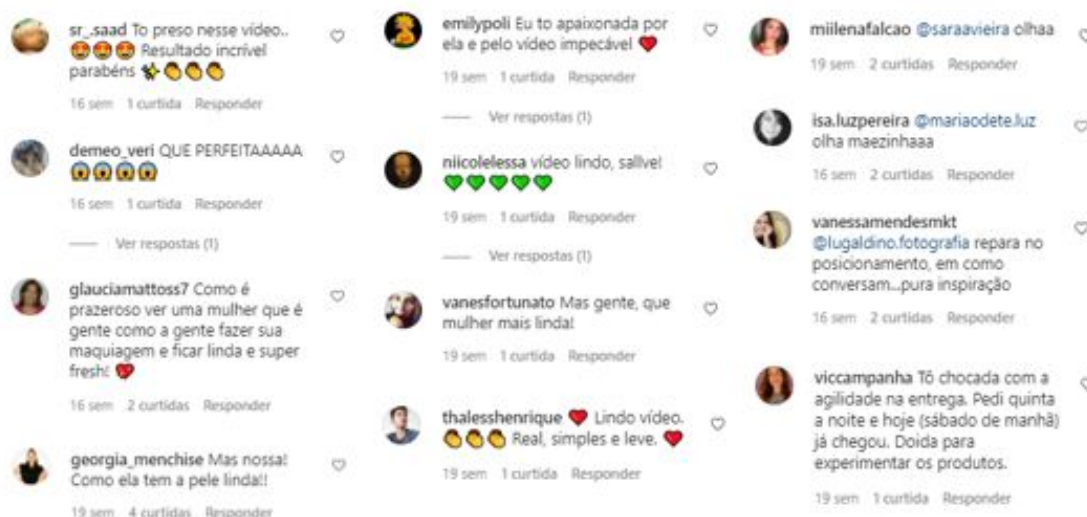 sr_.saad To preso nesse vídeo..
😍😍😍 Resultado incrível
parabéns ✨👏👏👏
16 sem 1 curtida Responder
demeo_veri QUE PERFEITAAAAA
😱😱😱😱
16 sem 1 curtida Responder
Ver respostas (1)
glauciamattoss7 Como é
prazeroso ver uma mulher que é
gente como a gente fazer sua
maquiagem e ficar linda e super
fresh! ❤️
16 sem 2 curtidas Responder
georgia_menchise Mas nossa!
Como ela tem a pele linda!!
19 sem 4 curtidas Responder
emilypoli Eu to apaixonada por
ela e pelo vídeo impecável ❤️
19 sem 1 curtida Responder
Ver respostas (1)
niicolelessa vídeo lindo, sallve!
💚💚💚💚💚
19 sem 1 curtida Responder
Ver respostas (1)
vanesfortunato Mas gente, que
mulher mais linda!
19 sem 1 curtida Responder
thalesshenrique ❤️ Lindo vídeo.
👏👏👏 Real, simples e leve. ❤️
19 sem 1 curtida Responder
miilenafalcao @saraavieira olhaa
19 sem 2 curtidas Responder
isa.luzpereira @mariaodete.luz
olha maezinhaaa
16 sem 2 curtidas Responder
vanessamendesmkt
@lugaldino.fotografia repara no
posicionamento, em como
conversam...pura inspiração
16 sem 2 curtidas Responder
viccampanha Tô chocada com a
agilidade na entrega. Pedi quinta
a noite e hoje (sábado de manhã)
já chegou. Doida para
experimentar os produtos.
19 sem 1 curtida Responder